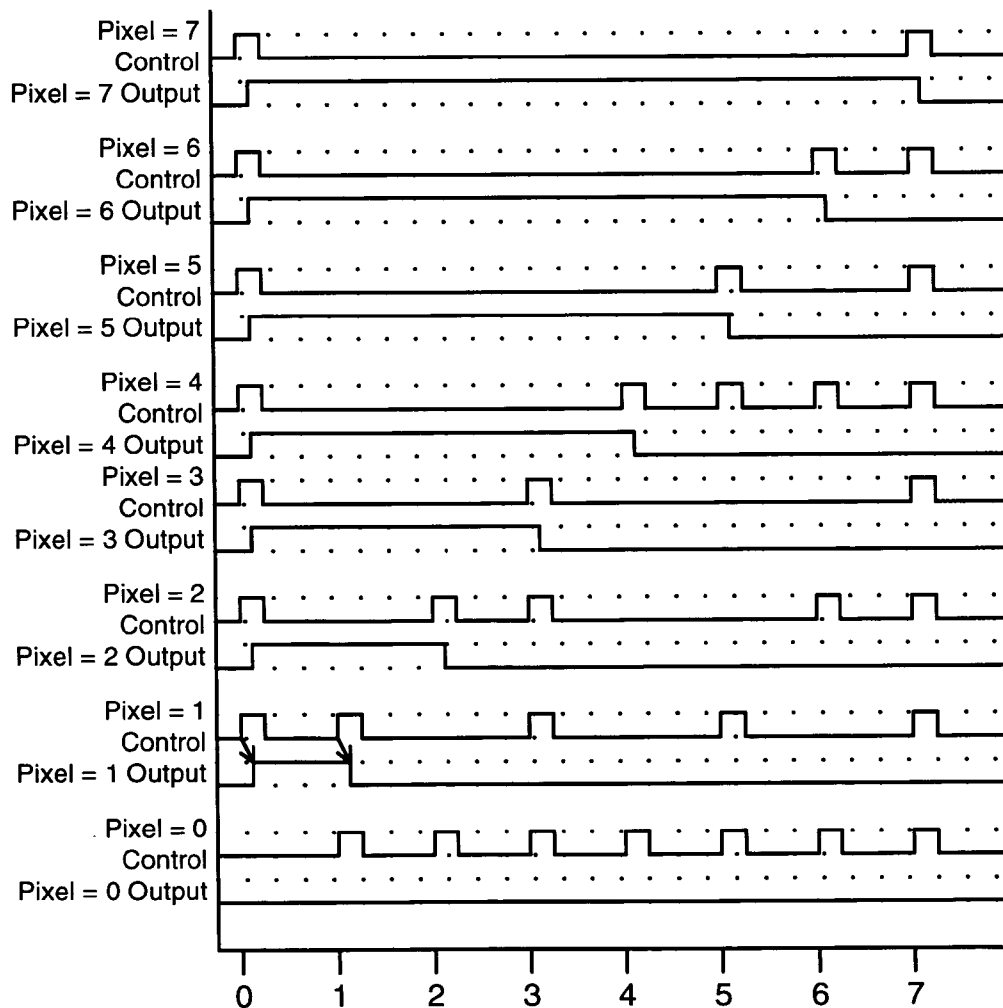 Pixel = 7
Control
Pixel = 7 Output
Pixel = 6
Control
Pixel = 6 Output
Pixel = 5
Control
Pixel = 5 Output
Pixel = 4
Control
Pixel = 4 Output
Pixel = 3
Control
Pixel = 3 Output
Pixel = 2
Control
Pixel = 2 Output
Pixel = 1
Control
Pixel = 1 Output
Pixel = 0
Control
Pixel = 0 Output
0 1 2 3 4 5 6 7